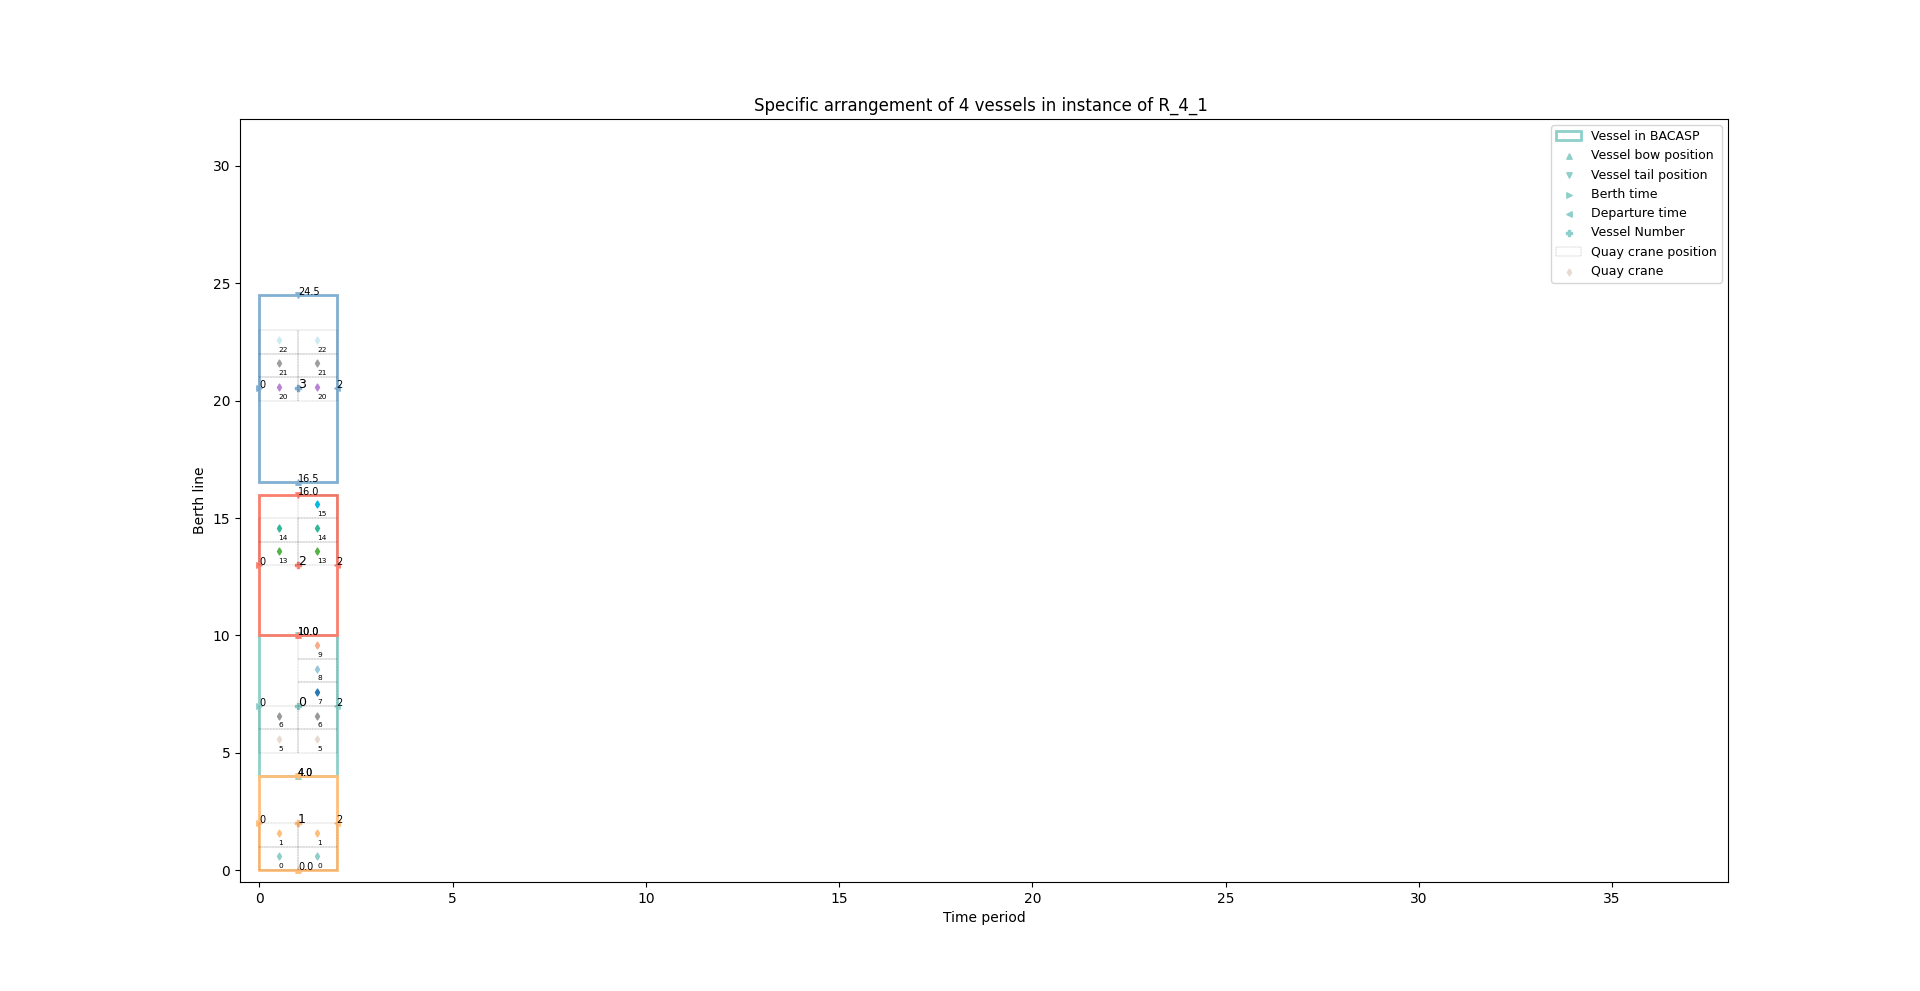 Specific arrangement of 4 vessels in instance of R_4_1
Vessel in BACASP
Vessel bow position
Vessel tail position
Berth time
Departure time
Vessel Number
Quay crane position
Quay crane
30
25
20
15
10
5
0
Berth line
24.5
22 22
21 21
0 3 2
20 20
16.5
16.0
15
14 14
0 13 2 13 2
10.0
9
8
0 0 7 2
6 6
5 5
4.0
0 1 2
1 1
0 0.0 0
0 5 10 15 20 25 30 35
Time period